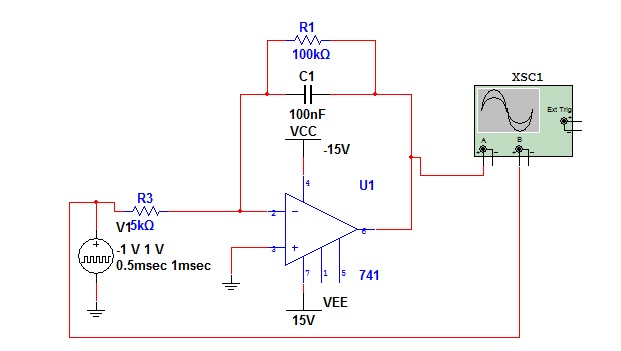 R1
100kΩ
C1
100nF
VCC
-15V
XSC1
Ext Trig
+
-
A
B
+ - + -
4
U1
R3
5kΩ
2
-
6
3
+
V1
+
-1 V 1 V
0.5msec 1msec
7
1
5
741
VEE
15V